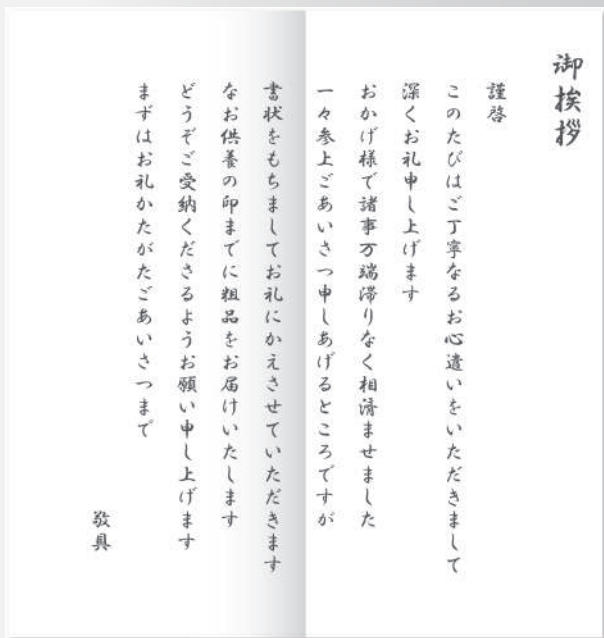 御挨拶
謹啓
このたびはご丁寧なるお心遣いをいただきまして
深くお礼申し上げます
おかげ様で諸事万端滞りなく相済ませました
一々参上ごあいさつ申しあげるところですが
書状をもちましてお礼にかえさせていただきます
なお供養の印までに粗品をお届けいたします
どうぞご受納くださるようお願い申し上げます
まずはお礼かたがたごあいさつまで
敬具